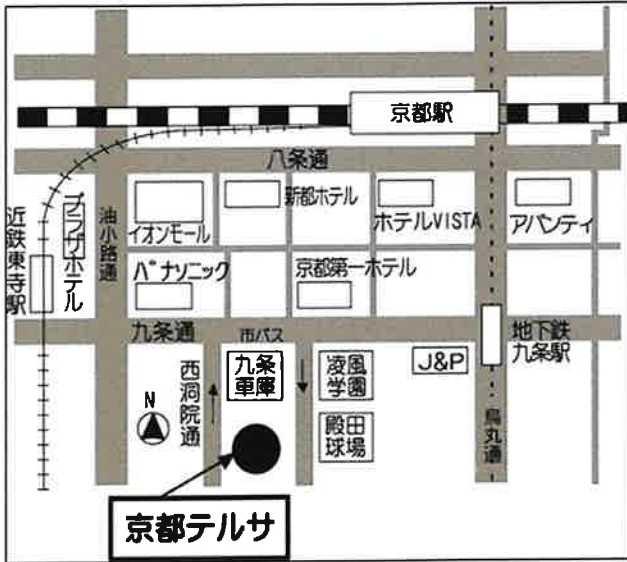 京都駅
八条通
新都ホテル
イオンモール
ホテルVISTA
アバンティ
近鉄東寺駅
プラザホテル
油小路通
パナソニック
京都第一ホテル
九条通
市バス
九条
車庫
凌風
学園
J&P
地下鉄
九条駅
西洞院通
N
殿田
球場
烏丸通
京都テルサ